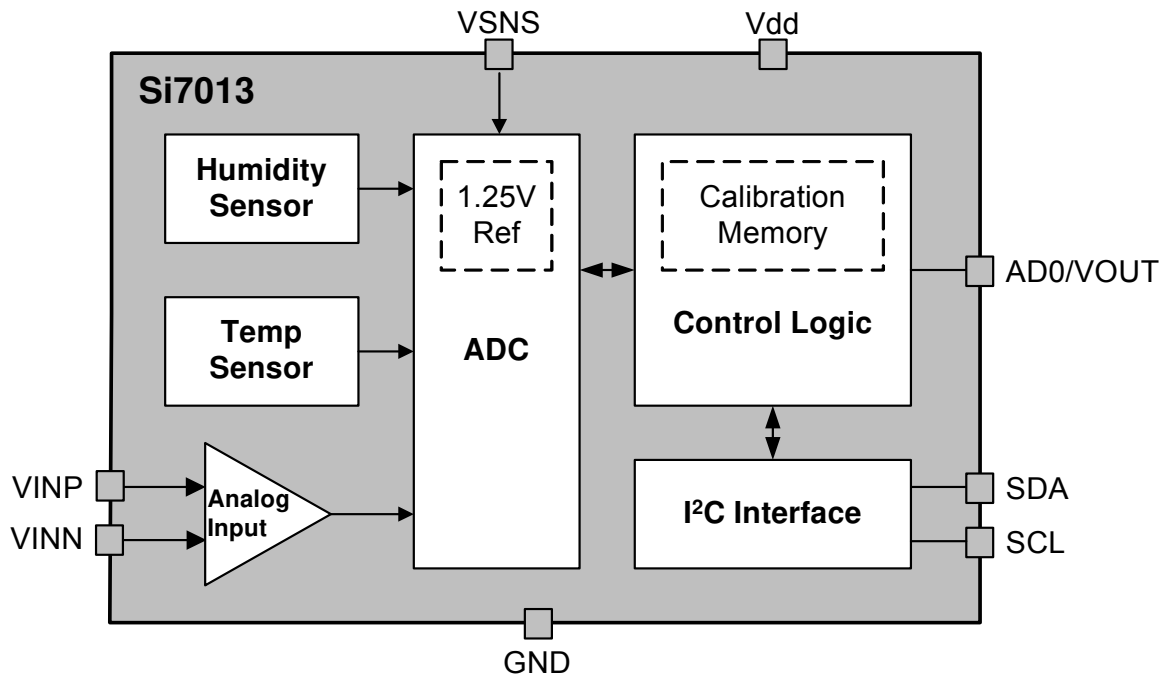 VSNS
Vdd
Si7013
Humidity
Sensor
1.25V
Ref
Calibration
Memory
AD0/VOUT
Control Logic
Temp
Sensor
ADC
VINP
VINN
Analog
Input
I²C Interface
SDA
SCL
GND